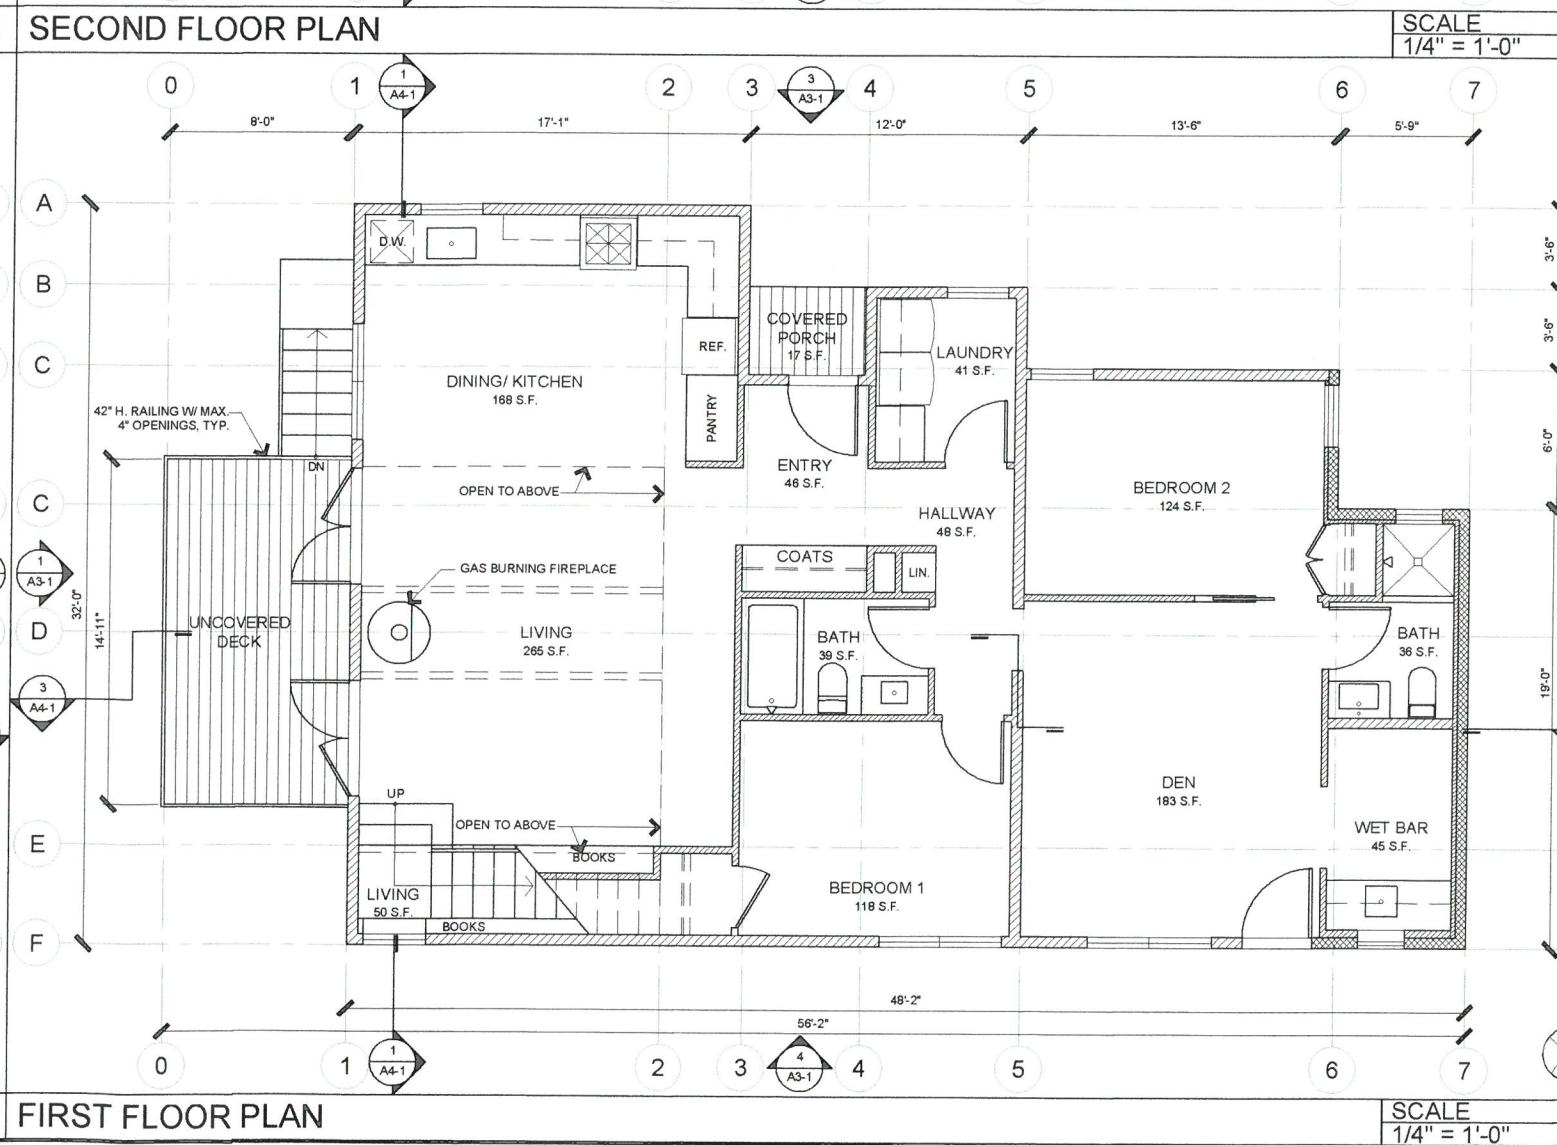 SECOND FLOOR PLAN
SCALE
1/4" = 1'-0"
0
1
1
A4-1
2
3
3
A3-1
4
5
6
7
8'-0"
17'-1"
12'-0"
13'-6"
5'-9"
A
B
C
C
D
E
F
3'-6"
3'-6"
6'-0"
19'-0"
32'-0"
14'-11"
D.W.
REF.
PANTRY
COVERED
PORCH
17 S.F.
LAUNDRY
41 S.F.
DINING/ KITCHEN
168 S.F.
42" H. RAILING W/ MAX.
4" OPENINGS, TYP.
DN
OPEN TO ABOVE
ENTRY
46 S.F.
HALLWAY
48 S.F.
BEDROOM 2
124 S.F.
1
A3-1
GAS BURNING FIREPLACE
COATS
LIN.
UNCOVERED
DECK
LIVING
265 S.F.
BATH
39 S.F.
BATH
36 S.F.
3
A4-1
UP
OPEN TO ABOVE
BOOKS
DEN
183 S.F.
WET BAR
45 S.F.
LIVING
50 S.F.
BOOKS
BEDROOM 1
118 S.F.
48'-2"
56'-2"
0
1
1
A4-1
2
3
4
A3-1
4
5
6
7
FIRST FLOOR PLAN
SCALE
1/4" = 1'-0"